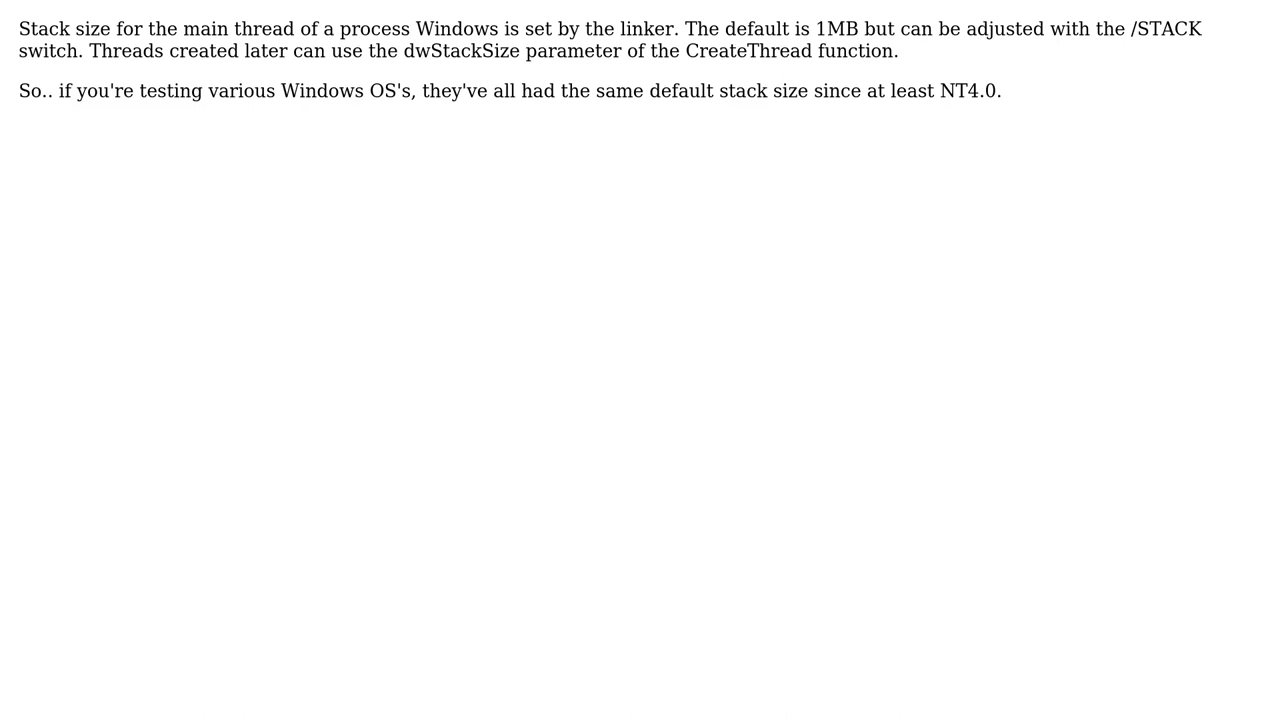 Stack size for the main thread of a process Windows is set by the linker. The default is 1MB but can be adjusted with the /STACK
switch. Threads created later can use the dwStackSize parameter of the CreateThread function.
So.. if you're testing various Windows OS's, they've all had the same default stack size since at least NT4.0.